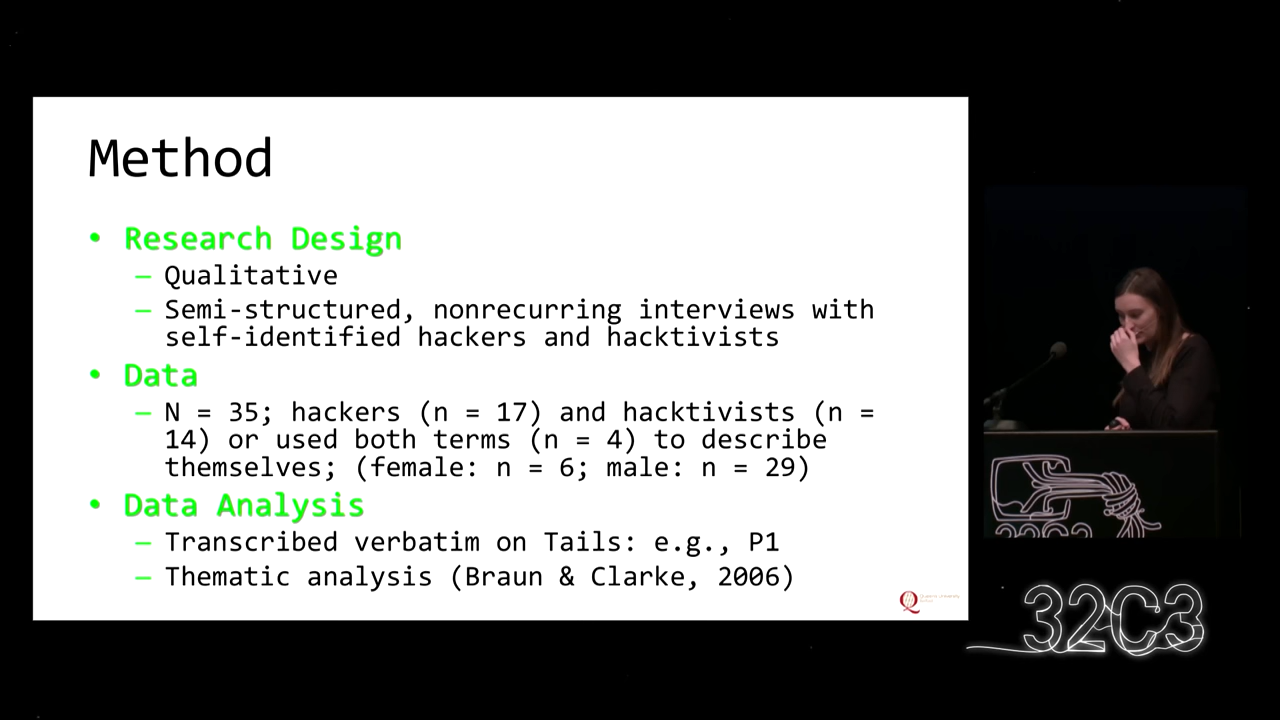 Method
• Research Design
– Qualitative
– Semi-structured, nonrecurring interviews with
self-identified hackers and hacktivists
• Data
– N = 35; hackers (n = 17) and hacktivists (n =
14) or used both terms (n = 4) to describe
themselves; (female: n = 6; male: n = 29)
• Data Analysis
– Transcribed verbatim on Tails: e.g., P1
– Thematic analysis (Braun & Clarke, 2006)
Q
32C3
32C3